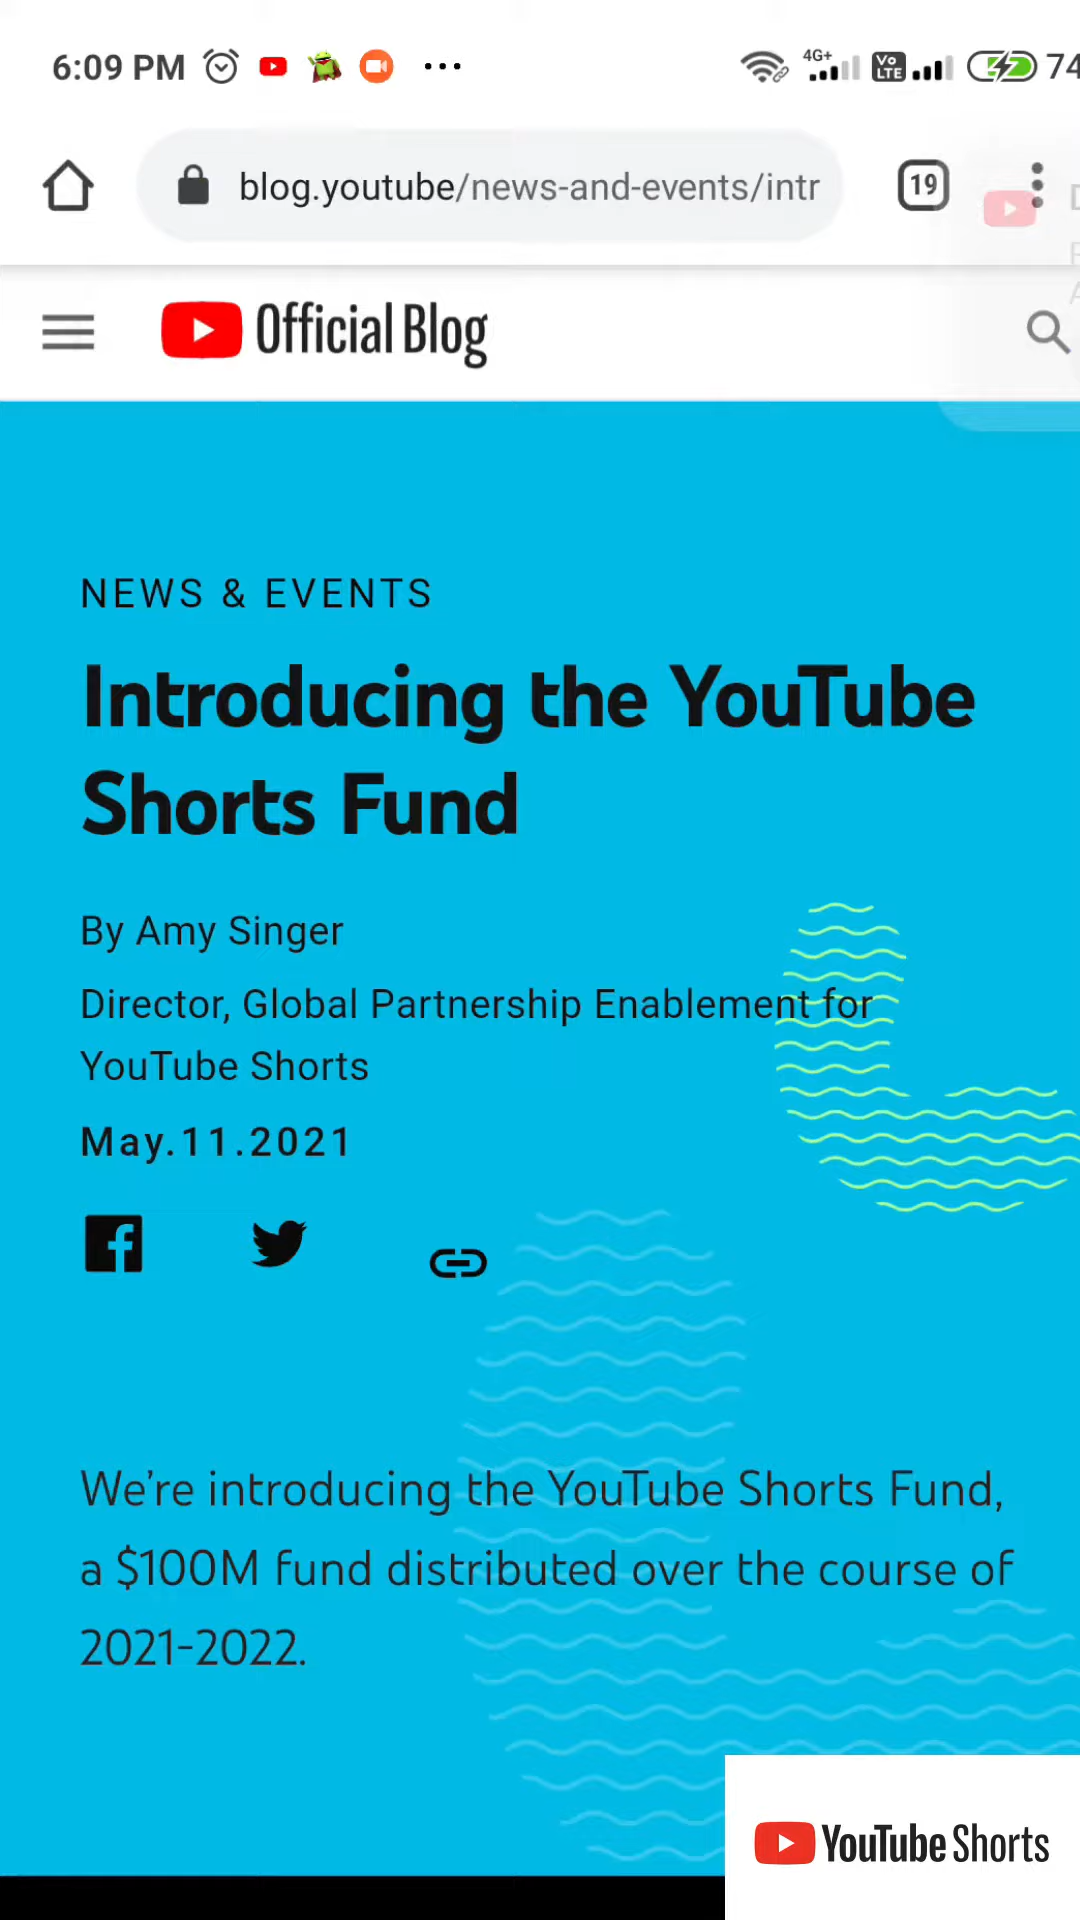 6:09 PM
4G+
Vo
LTE
74
blog.youtube/news-and-events/intr
19
Official Blog
NEWS & EVENTS
Introducing the YouTube
Shorts Fund
By Amy Singer
Director, Global Partnership Enablement for
YouTube Shorts
May.11.2021
We're introducing the YouTube Shorts Fund,
a $100M fund distributed over the course of
2021-2022.
YouTube Shorts